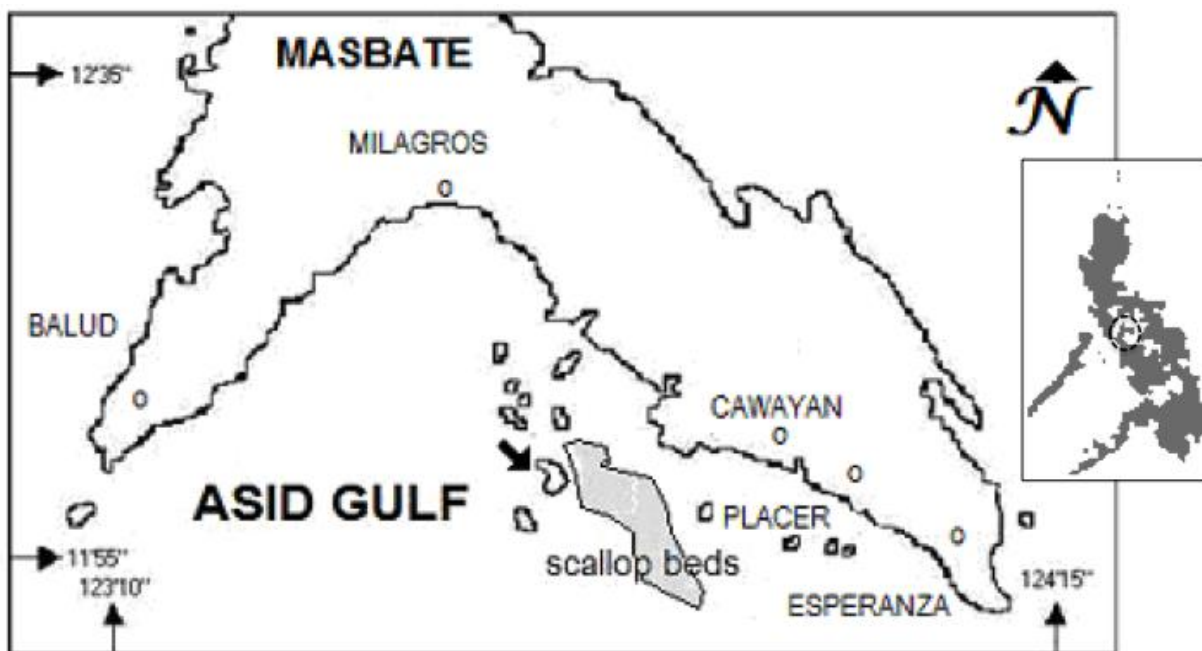 MASBATE
12'35"
N
MILAGROS
BALUD
CAWAYAN
ASID GULF
PLACER
scallop beds
11'55"
123'10"
ESPERANZA
124'15"